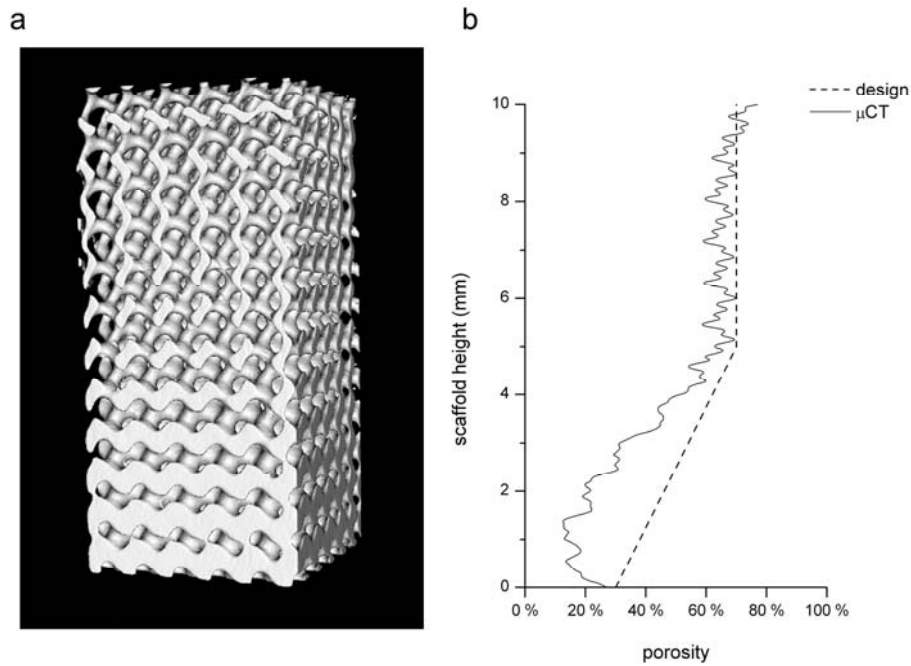 a
b
design
μCT
10
8
6
4
2
0
scaffold height (mm)
0 %
20 %
40 %
60 %
80 %
100 %
porosity